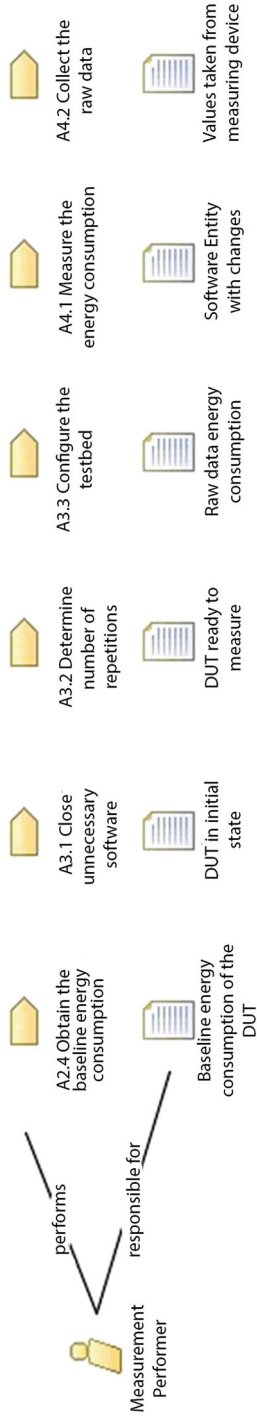 Measurement
Performer
performs
responsible for
A2.4 Obtain the
baseline energy
consumption
A3.1 Close
unnecessary
software
A3.2 Determine
number of
repetitions
A3.3 Configure the
testbed
A4.1 Measure the
energy consumption
A4.2 Collect the
raw data
Baseline energy
consumption of the
DUT
DUT in initial
state
DUT ready to
measure
Raw data energy
consumption
Software Entity
with changes
Values taken from
measuring device